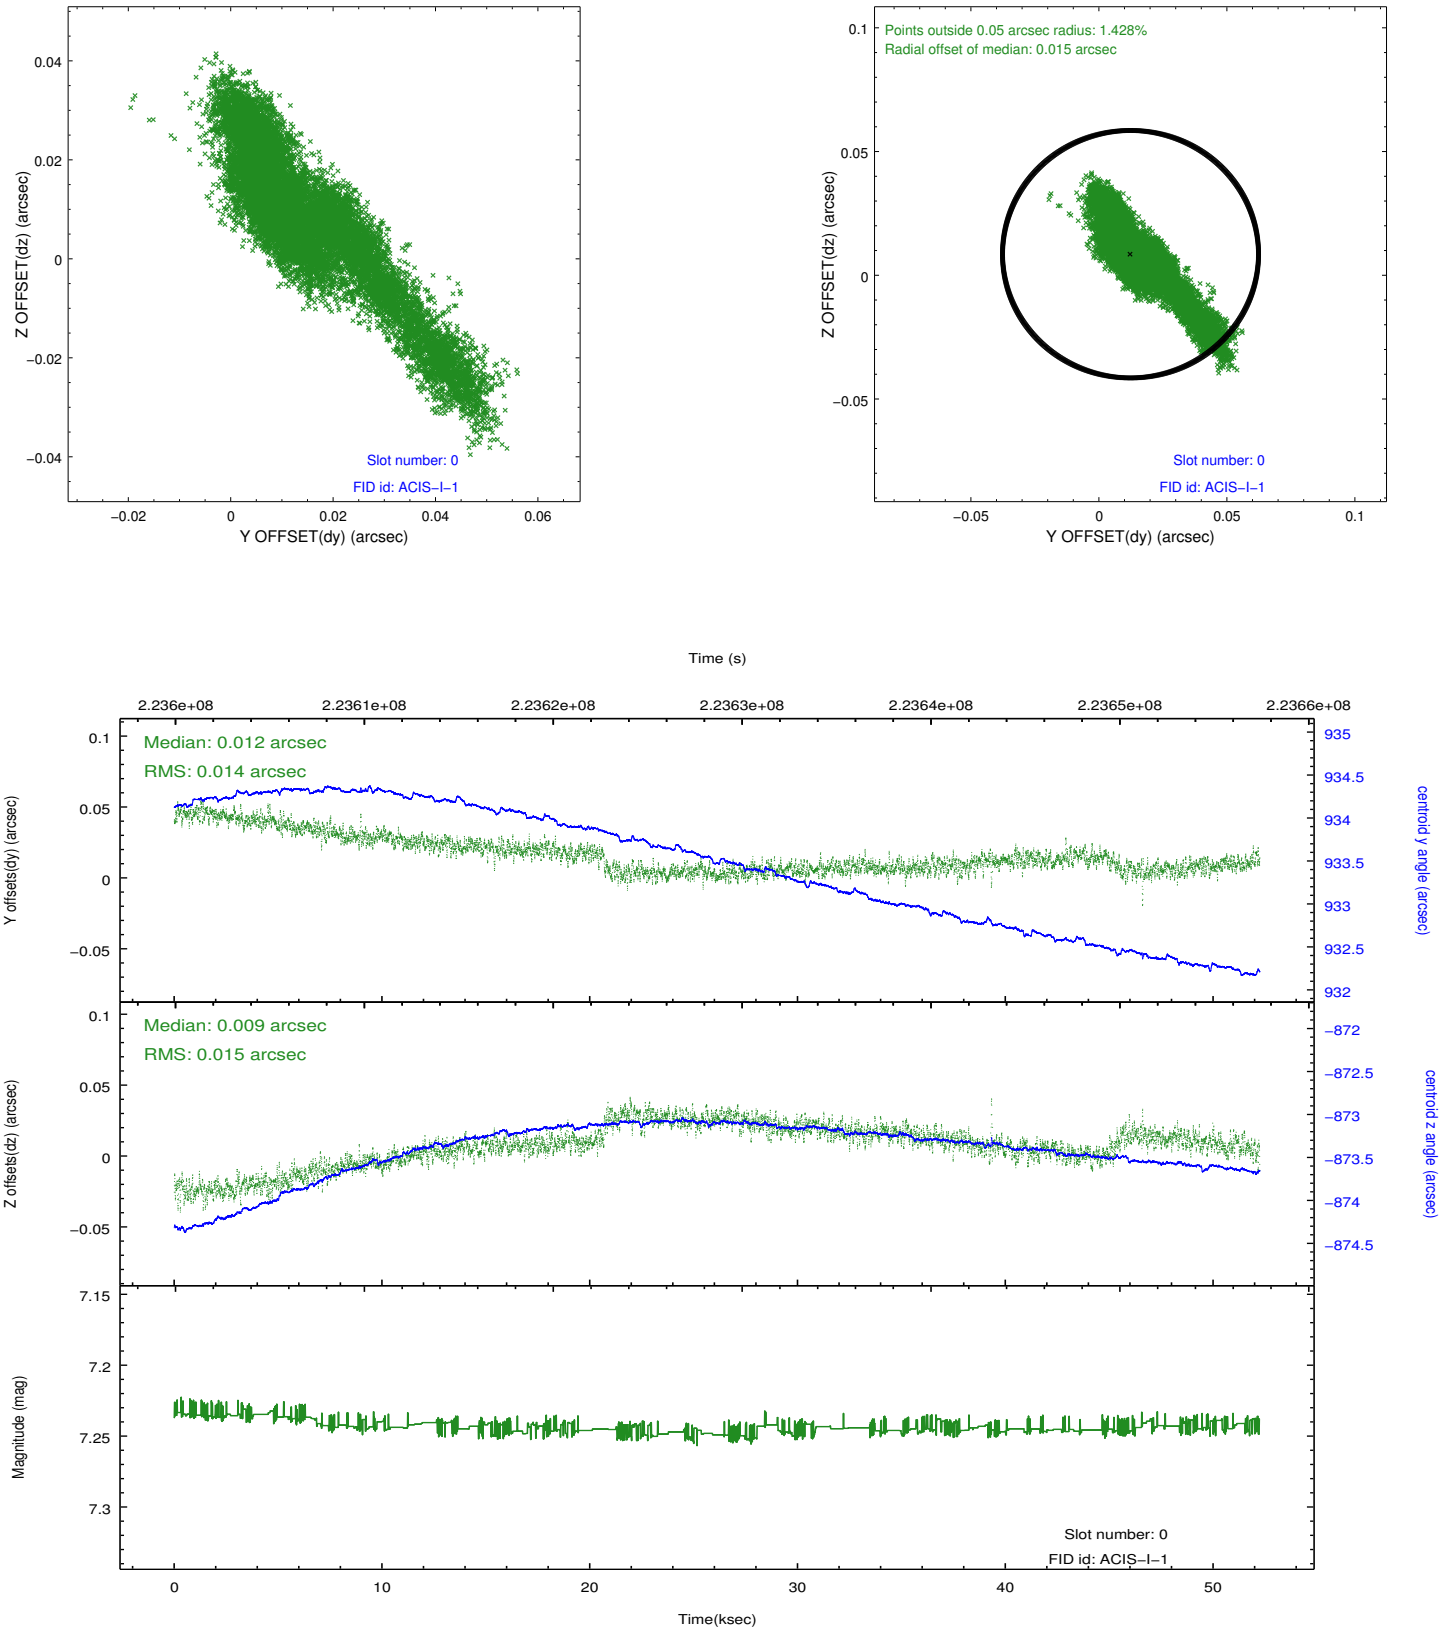 0.04
0.02
0
−0.02
−0.04
−0.02
0
0.02
0.04
0.06
Z OFFSET(dz) (arcsec)
Y OFFSET(dy) (arcsec)
Slot number: 0
FID id: ACIS−I−1
Points outside 0.05 arcsec radius: 1.428%
Radial offset of median: 0.015 arcsec
0.1
0.05
0
−0.05
−0.05
0
0.05
0.1
Z OFFSET(dz) (arcsec)
Y OFFSET(dy) (arcsec)
Slot number: 0
FID id: ACIS−I−1
Time (s)
2.236e+08
2.2361e+08
2.2362e+08
2.2363e+08
2.2364e+08
2.2365e+08
2.2366e+08
Median: 0.012 arcsec
RMS: 0.014 arcsec
0.1
0.05
0
−0.05
Y offsets(dy) (arcsec)
935
934.5
934
933.5
933
932.5
932
centroid y angle (arcsec)
Median: 0.009 arcsec
RMS: 0.015 arcsec
0.1
0.05
0
−0.05
Z offsets(dz) (arcsec)
−872
−872.5
−873
−873.5
−874
−874.5
centroid z angle (arcsec)
7.15
7.2
7.25
7.3
Magnitude (mag)
Slot number: 0
FID id: ACIS−I−1
0
10
20
30
40
50
Time(ksec)